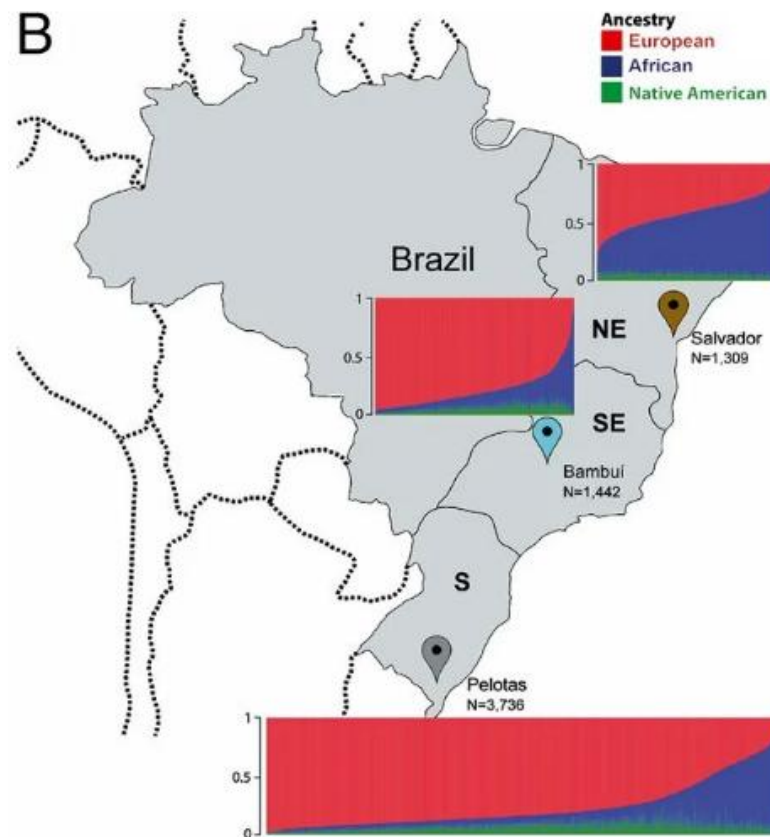 B
Ancestry
European
African
Native American
1
0.5
0
Brazil
1
0.5
0
NE
Salvador
N=1,309
SE
Bambuí
N=1,442
S
Pelotas
N=3,736
1
0.5
0